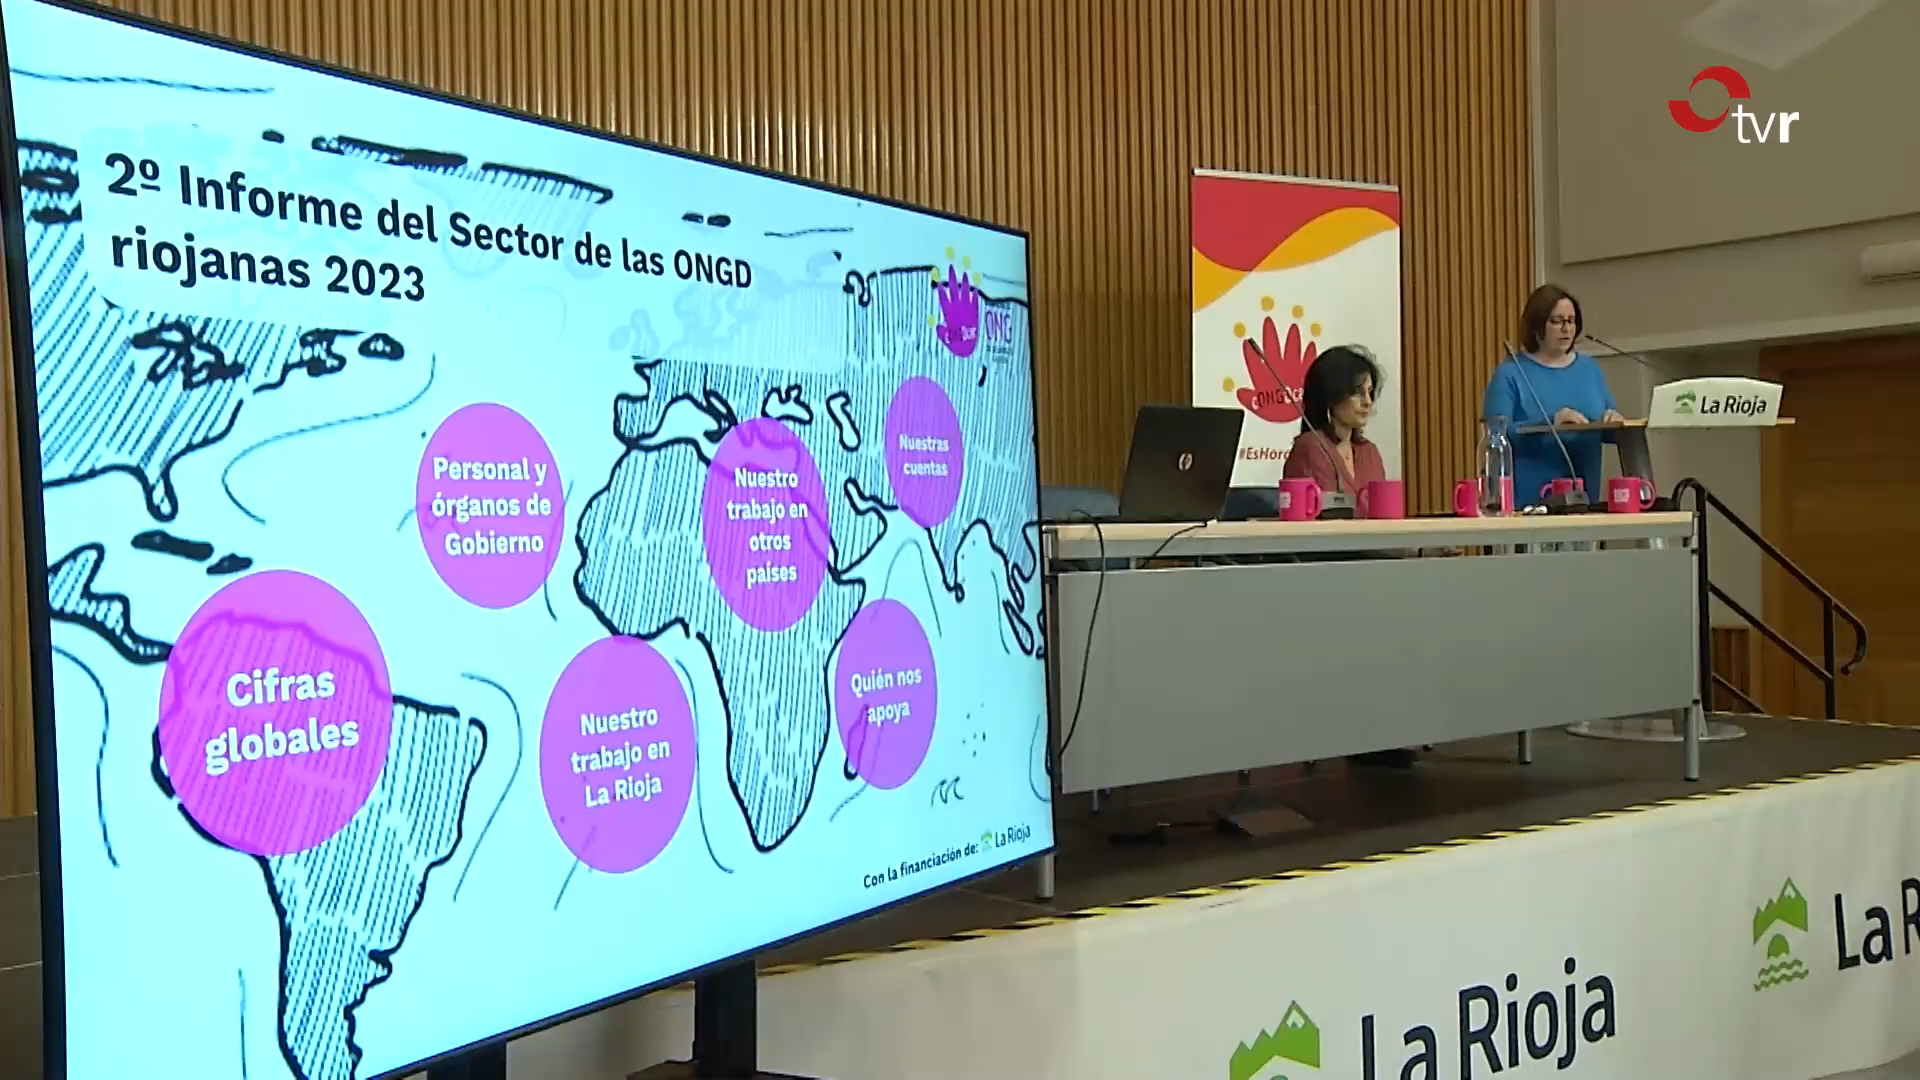 tvr
2º Informe del Sector de las ONGD
riojanas 2023
ONG
Personal y
órganos de
Gobierno
Nuestro
trabajo en
otros
países
Nuestras
cuentas
Cifras
globales
Nuestro
trabajo en
La Rioja
Quién nos
apoya
Con la financiación de: La Rioja
hp
La Rioja
La Rioja